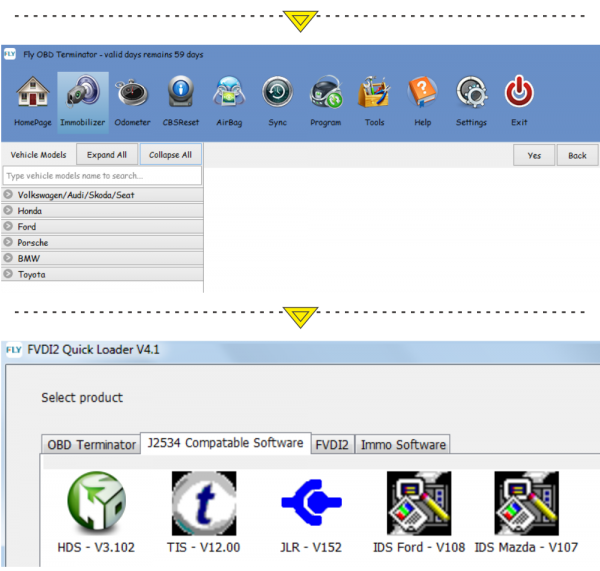 FLY Fly OBD Terminator - valid days remains 59 days
HomePage Immobilizer Odometer CBSReset AirBag Sync Program Tools Help Settings Exit
Vehicle Models Expand All Collapse All Yes Back
Type vehicle models name to search...
Volkswagen/Audi/Skoda/Seat
Honda
Ford
Porsche
BMW
Toyota
FLY FVDI2 Quick Loader V4.1
Select product
OBD Terminator J2534 Compatable Software FVDI2 Immo Software
t
HDS - V3.102 TIS - V12.00 JLR - V152 IDS Ford - V108 IDS Mazda - V107